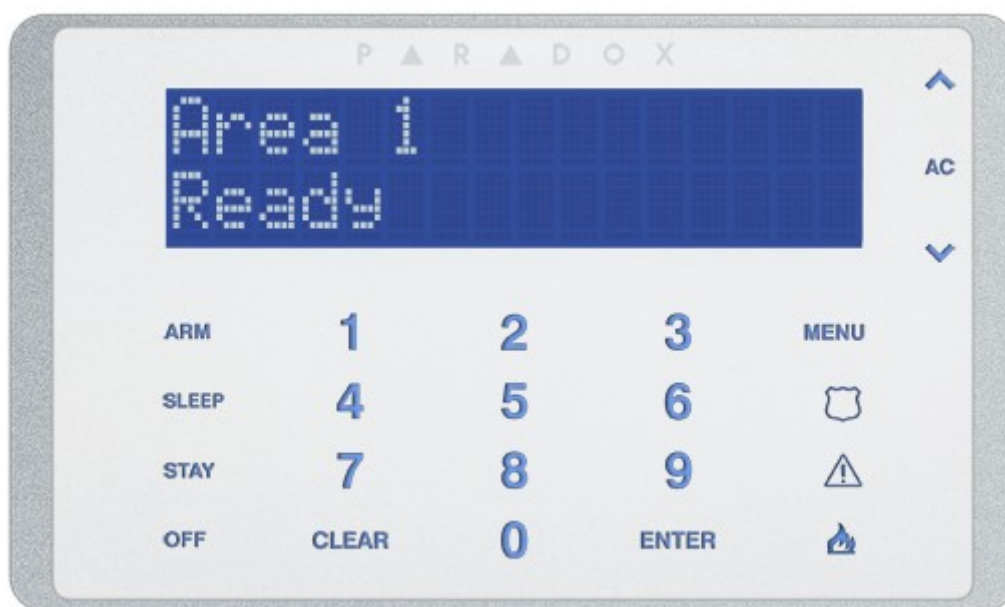 PARADOX
Area 1
Ready
AC
ARM 1 2 3 MENU
SLEEP 4 5 6
STAY 7 8 9
OFF CLEAR 0 ENTER